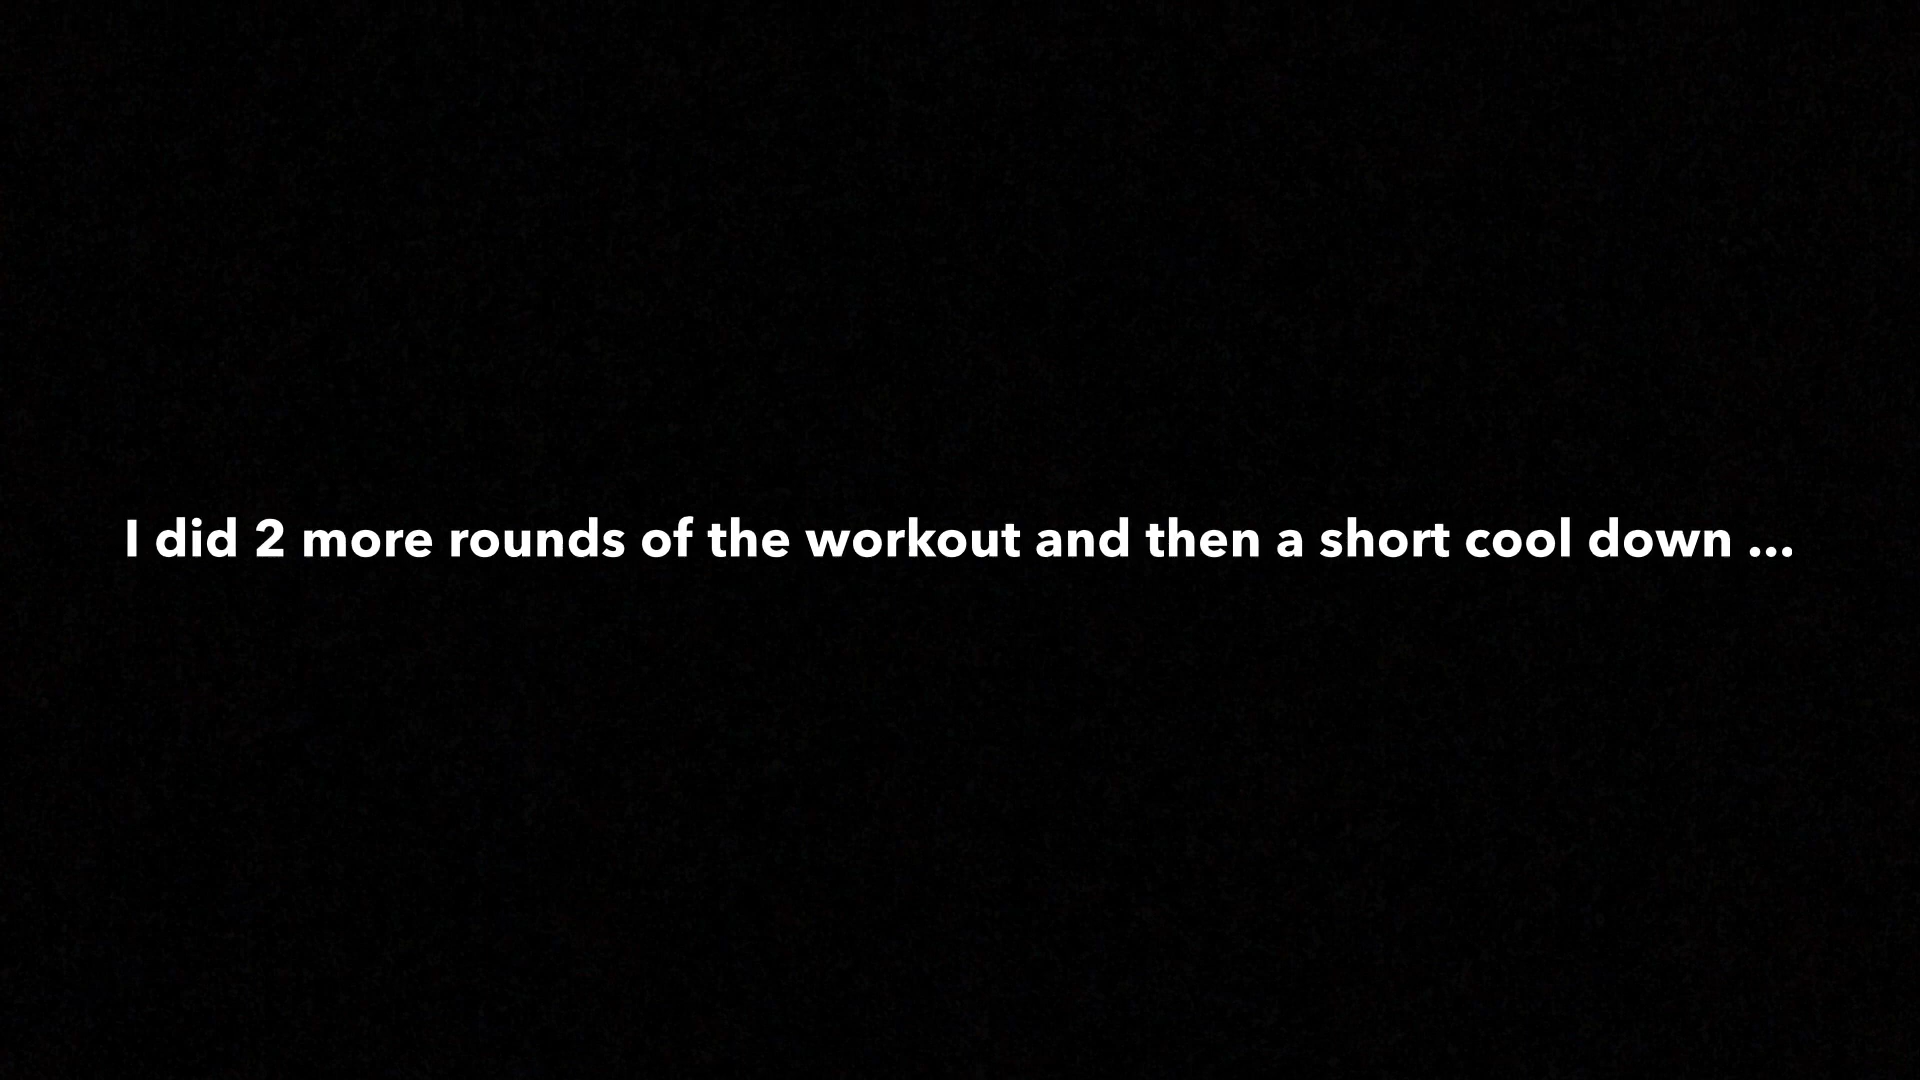 I did 2 more rounds of the workout and then a short cool down ...